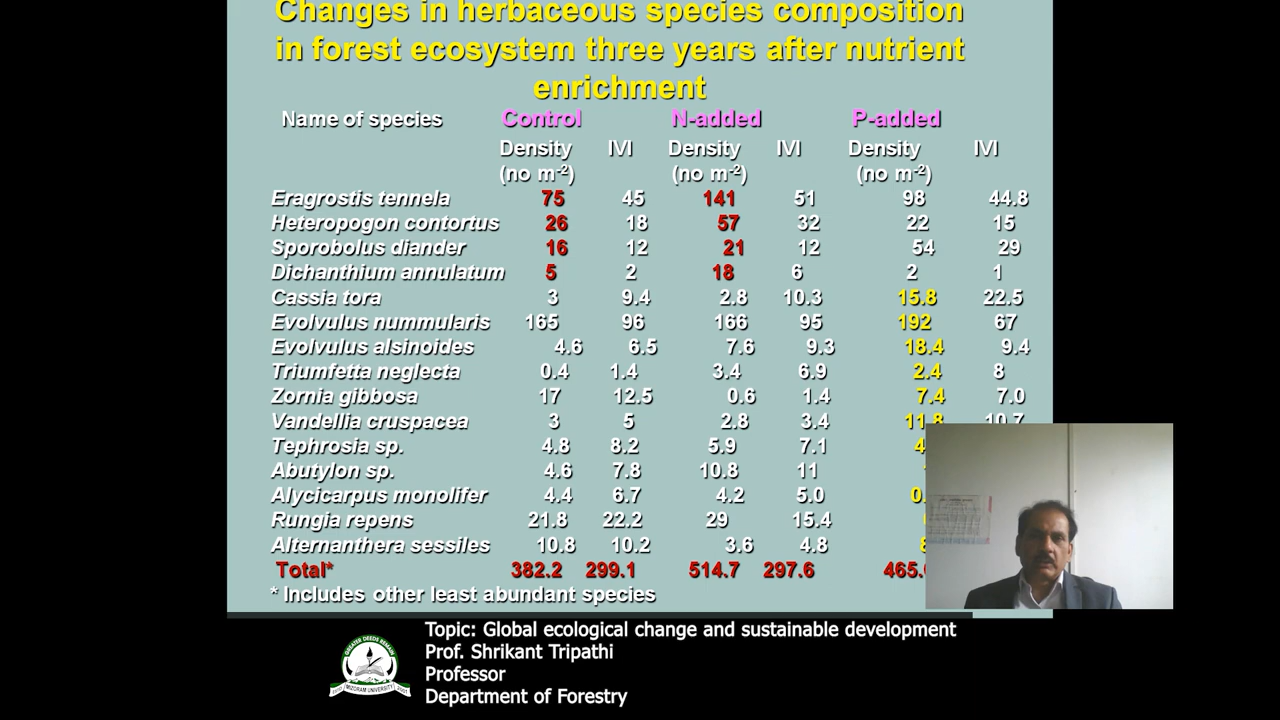 Changes in herbaceous species composition
in forest ecosystem three years after nutrient
enrichment
Name of species Control N-added P-added
Density IVI Density IVI Density IVI
(no m-2) (no m-2) (no m-2)
Eragrostis tennela 75 45 141 51 98 44.8
Heteropogon contortus 26 18 57 32 22 15
Sporobolus diander 16 12 21 12 54 29
Dichanthium annulatum 5 2 18 6 2 1
Cassia tora 3 9.4 2.8 10.3 15.8 22.5
Evolvulus nummularis 165 96 166 95 192 67
Evolvulus alsinoides 4.6 6.5 7.6 9.3 18.4 9.4
Triumfetta neglecta 0.4 1.4 3.4 6.9 2.4 8
Zornia gibbosa 17 12.5 0.6 1.4 7.4 7.0
Vandellia cruspacea 3 5 2.8 3.4 11.8 10.7
Tephrosia sp. 4.8 8.2 5.9 7.1
Abutylon sp. 4.6 7.8 10.8 11
Alycicarpus monolifer 4.4 6.7 4.2 5.0
Rungia repens 21.8 22.2 29 15.4
Alternanthera sessiles 10.8 10.2 3.6 4.8
Total* 382.2 299.1 514.7 297.6
* Includes other least abundant species
Topic: Global ecological change and sustainable development
Prof. Shrikant Tripathi
Professor
Department of Forestry
GREATER DEEDS REMAIN
MIZORAM UNIVERSITY